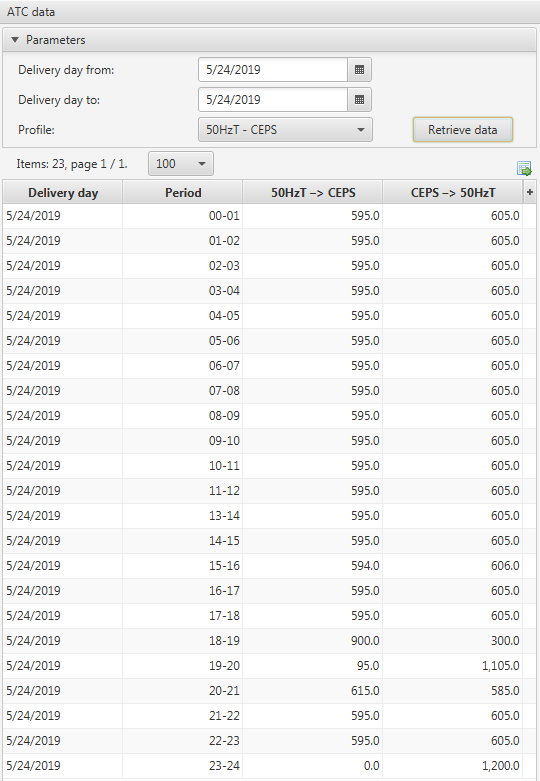 ATC data
Parameters
Delivery day from: 5/24/2019
Delivery day to: 5/24/2019
Profile: 50HzT - CEPS Retrieve data
Items: 23, page 1 / 1. 100
Delivery day Period 50HzT –> CEPS CEPS –> 50HzT +
5/24/2019 00-01 595.0 605.0
5/24/2019 01-02 595.0 605.0
5/24/2019 02-03 595.0 605.0
5/24/2019 03-04 595.0 605.0
5/24/2019 04-05 595.0 605.0
5/24/2019 05-06 595.0 605.0
5/24/2019 06-07 595.0 605.0
5/24/2019 07-08 595.0 605.0
5/24/2019 08-09 595.0 605.0
5/24/2019 09-10 595.0 605.0
5/24/2019 10-11 595.0 605.0
5/24/2019 11-12 595.0 605.0
5/24/2019 13-14 595.0 605.0
5/24/2019 14-15 595.0 605.0
5/24/2019 15-16 594.0 606.0
5/24/2019 16-17 595.0 605.0
5/24/2019 17-18 595.0 605.0
5/24/2019 18-19 900.0 300.0
5/24/2019 19-20 95.0 1,105.0
5/24/2019 20-21 615.0 585.0
5/24/2019 21-22 595.0 605.0
5/24/2019 22-23 595.0 605.0
5/24/2019 23-24 0.0 1,200.0